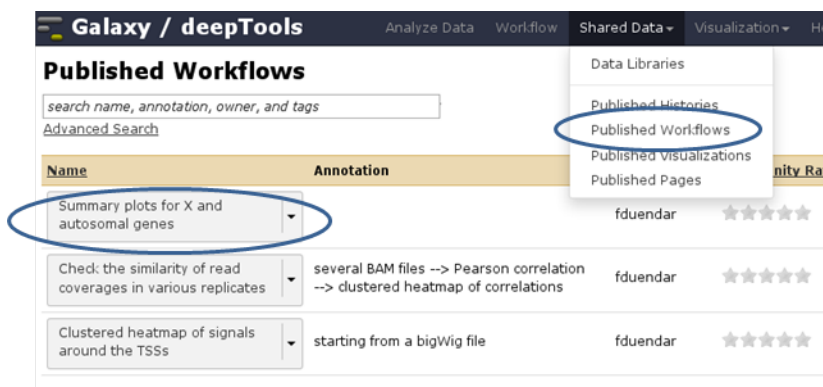 Galaxy / deepTools
Analyze Data Workflow Shared Data Visualization
Published Workflows
Data Libraries
search name, annotation, owner, and tags
Published Histories
Advanced Search
Published Workflows
Published Visualizations
Published Pages
Name Annotation
Summary plots for X and
autosomal genes
fduendar
Check the similarity of read
coverages in various replicates
several BAM files --> Pearson correlation
--> clustered heatmap of correlations
fduendar
Clustered heatmap of signals
around the TSSs
starting from a bigWig file
fduendar